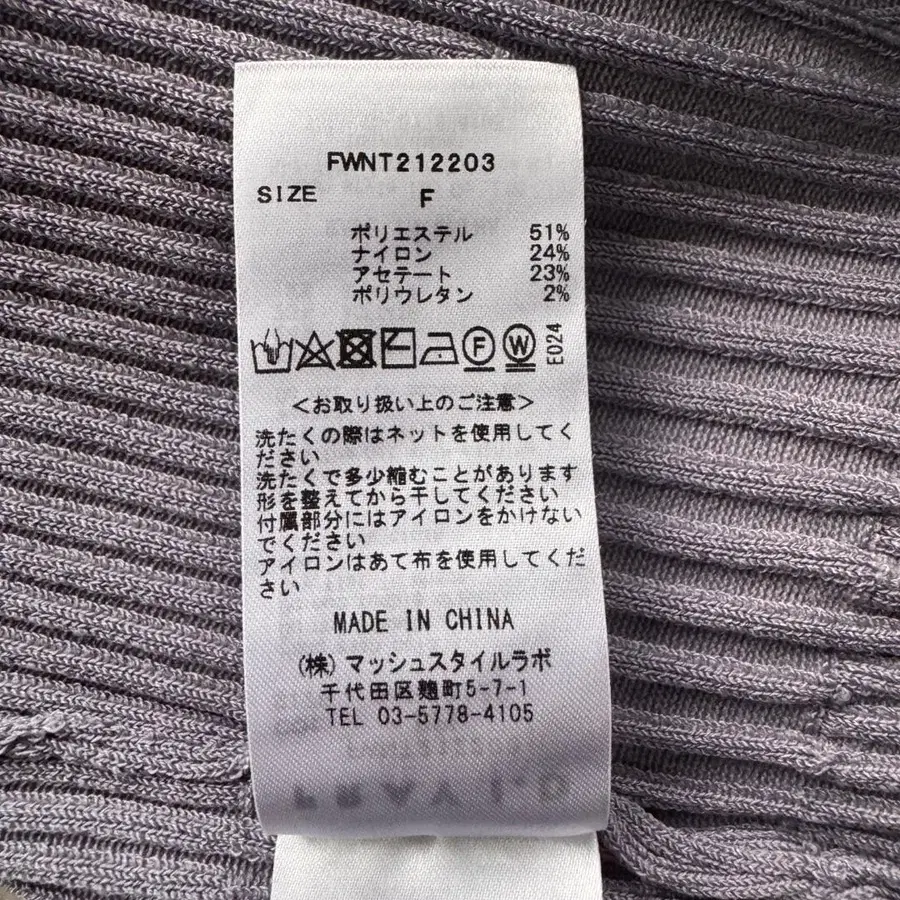 FWNT212203
SIZE F
ポリエステル 51%
ナイロン 24%
アセテート 23%
ポリウレタン 2%
F W E024
<お取り扱い上のご注意>
洗たくの際はネットを使用してく
ださい
洗たくで多少縮むことがあります
形を整えてから干してください
付属部分にはアイロンをかけない
でください
アイロンはあて布を使用してくだ
さい
MADE IN CHINA
(株)マッシュスタイルラボ
千代田区麹町5-7-1
TEL 03-5778-4105